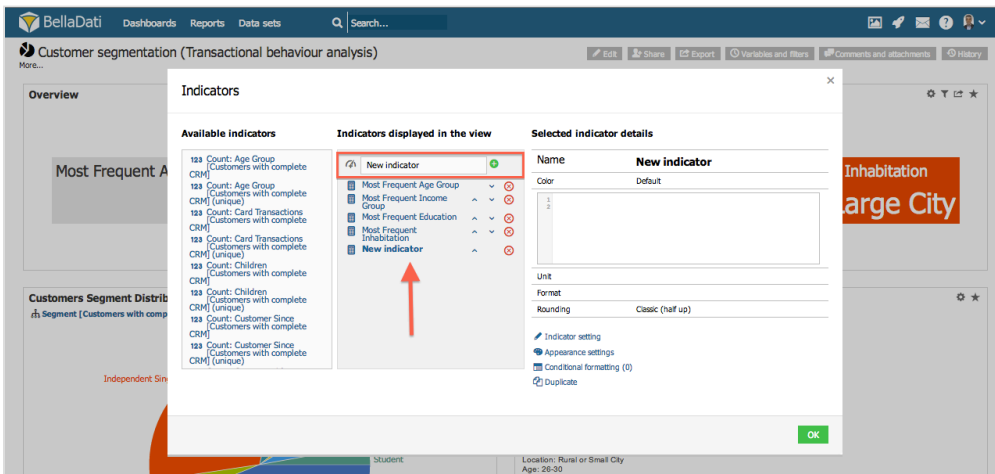 BellaDati Dashboards Reports Data sets Search...
Customer segmentation (Transactional behaviour analysis)
More...
Edit Share Export Variables and filters Comments and attachments History
Overview
Most Frequent A
Inhabitation
arge City
Indicators
Available indicators
123 Count: Age Group
[Customers with complete
CRM]
123 Count: Age Group
[Customers with complete
CRM] (unique)
123 Count: Card Transactions
[Customers with complete
CRM]
123 Count: Card Transactions
[Customers with complete
CRM] (unique)
123 Count: Children
[Customers with complete
CRM]
123 Count: Children
[Customers with complete
CRM] (unique)
123 Count: Customer Since
[Customers with complete
CRM]
123 Count: Customer Since
[Customers with complete
CRM] (unique)
Indicators displayed in the view
New indicator
Most Frequent Age Group
Most Frequent Income
Group
Most Frequent Education
Most Frequent
Inhabitation
New indicator
Selected indicator details
Name New indicator
Color Default
1
2
Unit
Format
Rounding Classic (half up)
Indicator setting
Appearance settings
Conditional formatting (0)
Duplicate
OK
Customers Segment Distrib
Segment [Customers with comp
Independent Sin
Student
Location: Rural or Small City
Age: 26-30